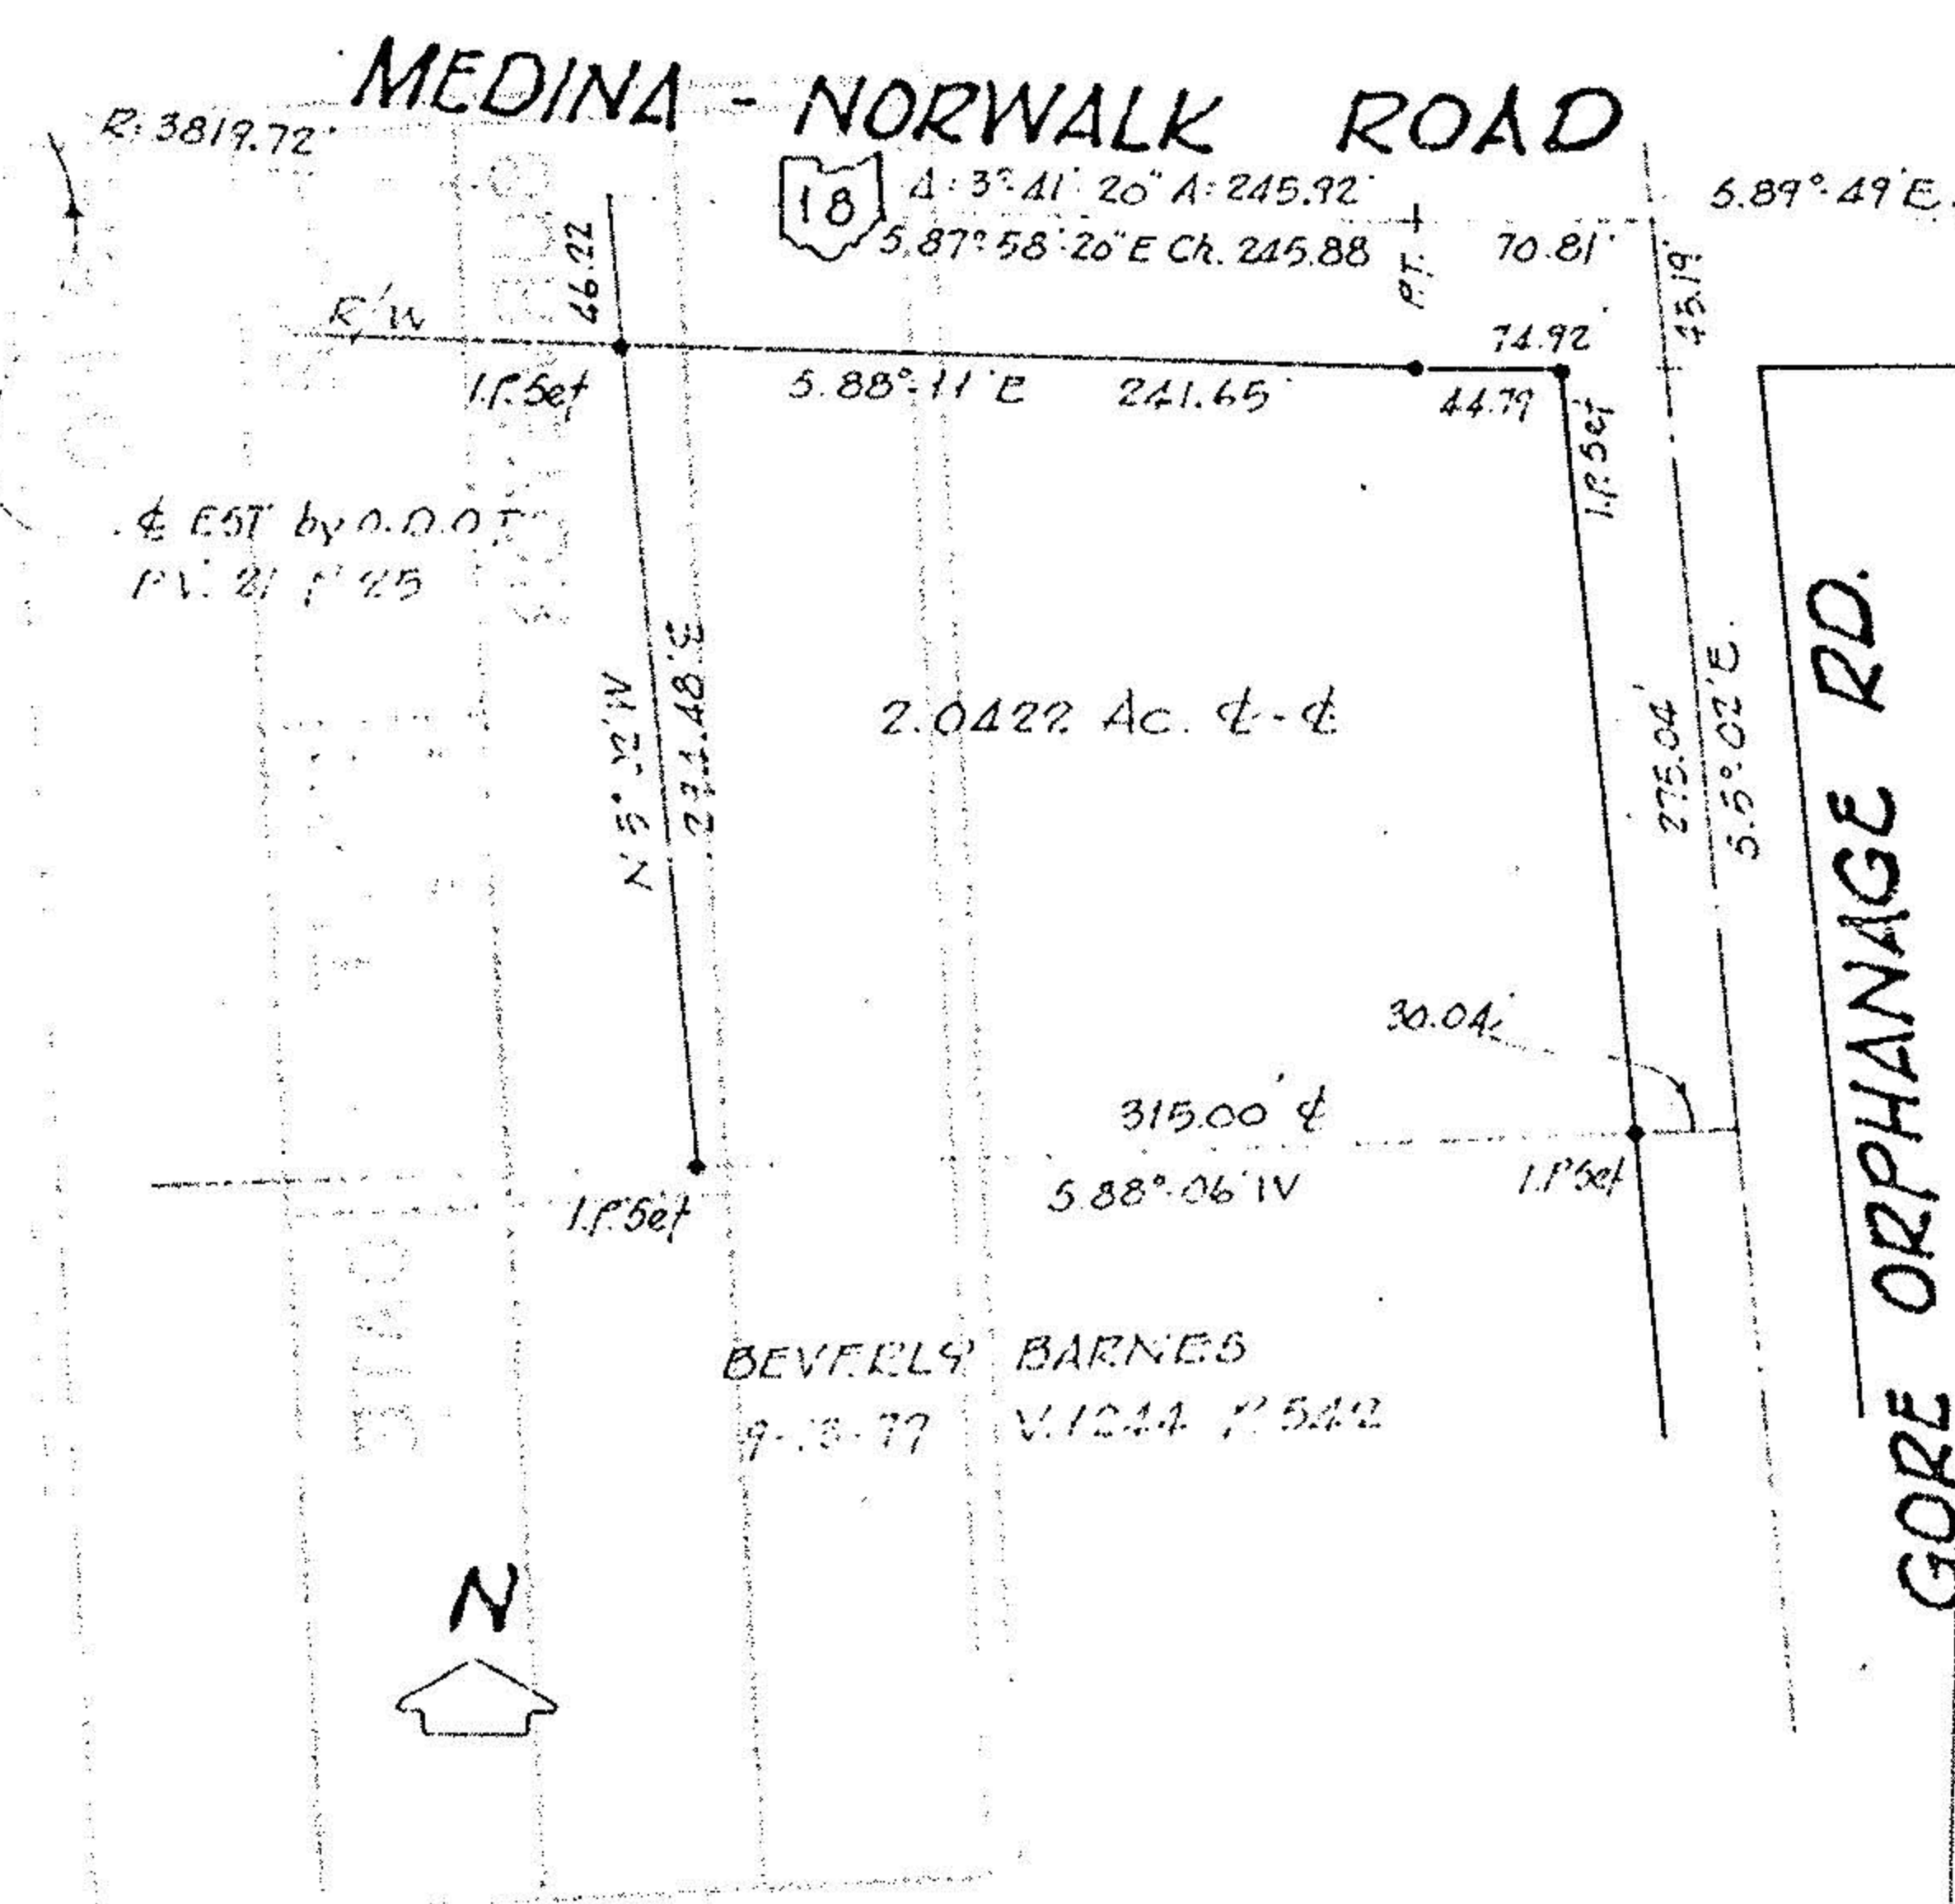 MEDINA - NORWALK ROAD
R: 3819.72'
18
Δ: 3°-41' 20" A: 245.92'
S.87°58'-20"E Ch. 245.88
S.89°-49'E.
46.22
P.T.
70.81'
45.19'
R/W
74.92'
I.P. Set
S.88°-11'E 241.65'
44.79
I.P. Set
₵ EST by O.D.O.T
P.V. 21 P 25
N 5° W
E
2.0422 Ac. ₵-₵
275.04'
S.5°.02'E.
GORE ORPHANAGE RD.
30.04'
315.00' ₵
S.88°-06'W
I.P. Set
I.P. Set
BEVERLY BARNES
V.1244 P 542
N